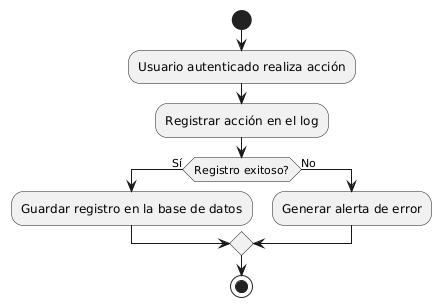 Usuario autenticado realiza acción
Registrar acción en el log
Sí
Registro exitoso?
No
Guardar registro en la base de datos
Generar alerta de error